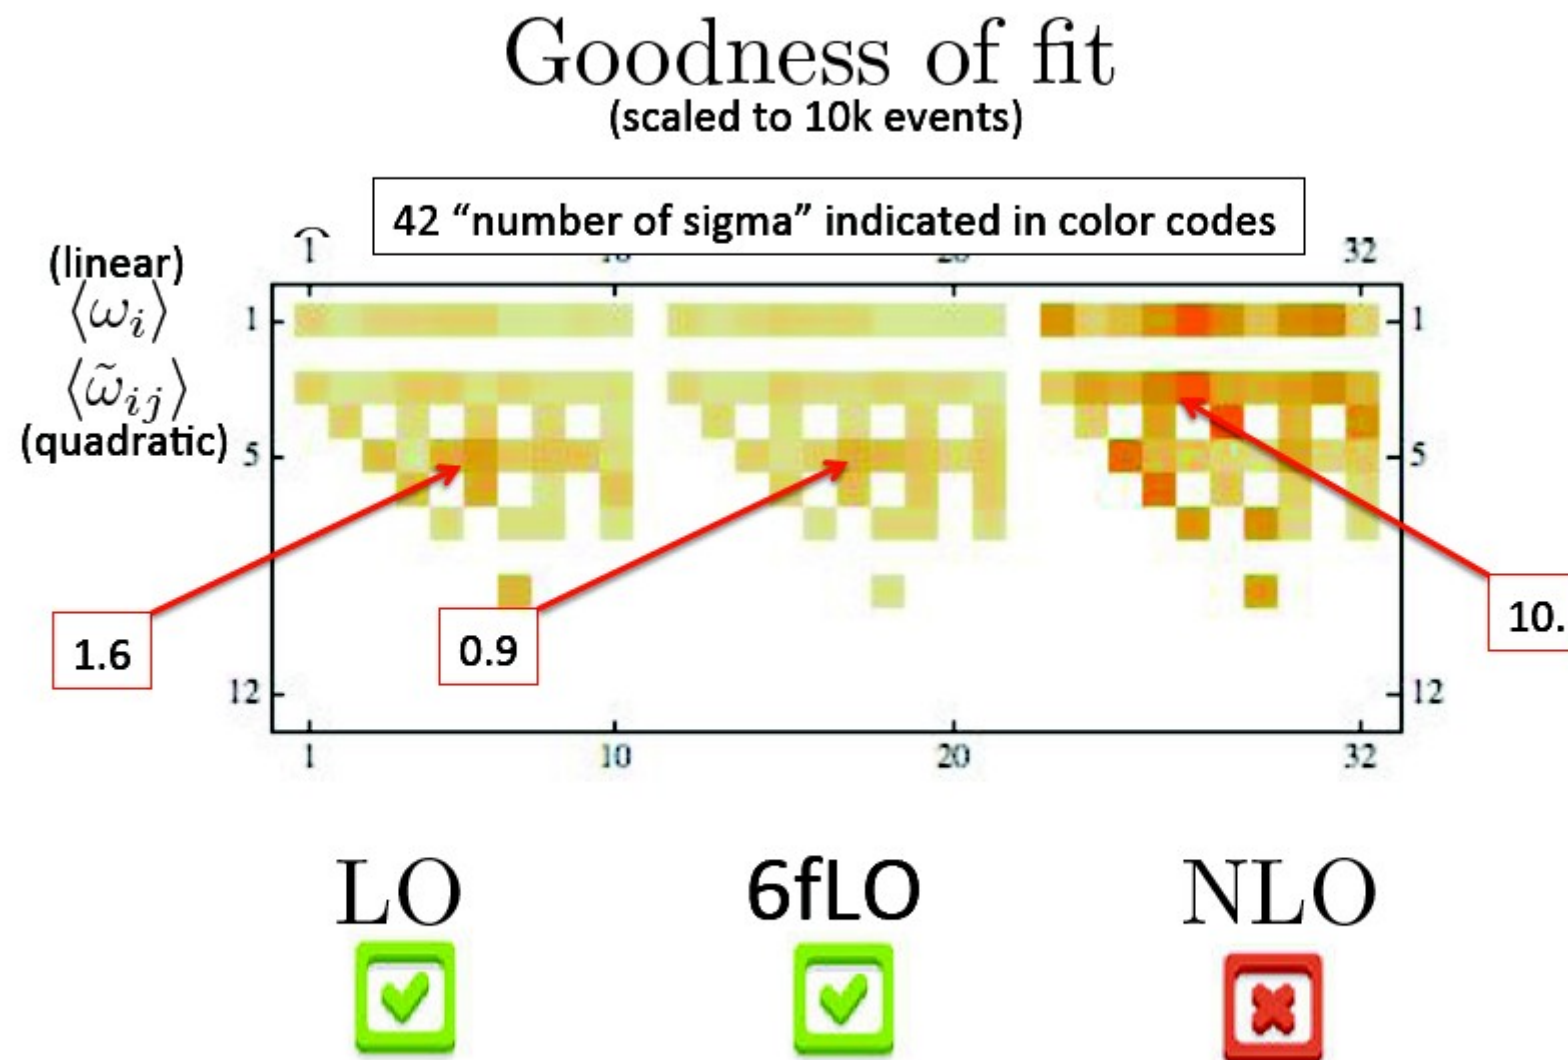 Goodness of fit
(scaled to 10k events)
42 “number of sigma” indicated in color codes
(linear)
⟨ω_i⟩
⟨ω̃_ij⟩
(quadratic)
1 32
1 1
5 5
12 12
1 10 20 32
1.6
0.9
10.
LO 6fLO NLO